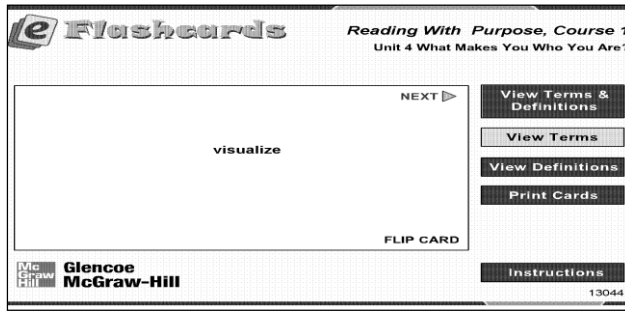 e Flashcards
Reading With Purpose, Course 1
Unit 4 What Makes You Who You Are?
NEXT
visualize
FLIP CARD
View Terms &
Definitions
View Terms
View Definitions
Print Cards
Mc
Graw
Hill
Glencoe
McGraw-Hill
Instructions
13044